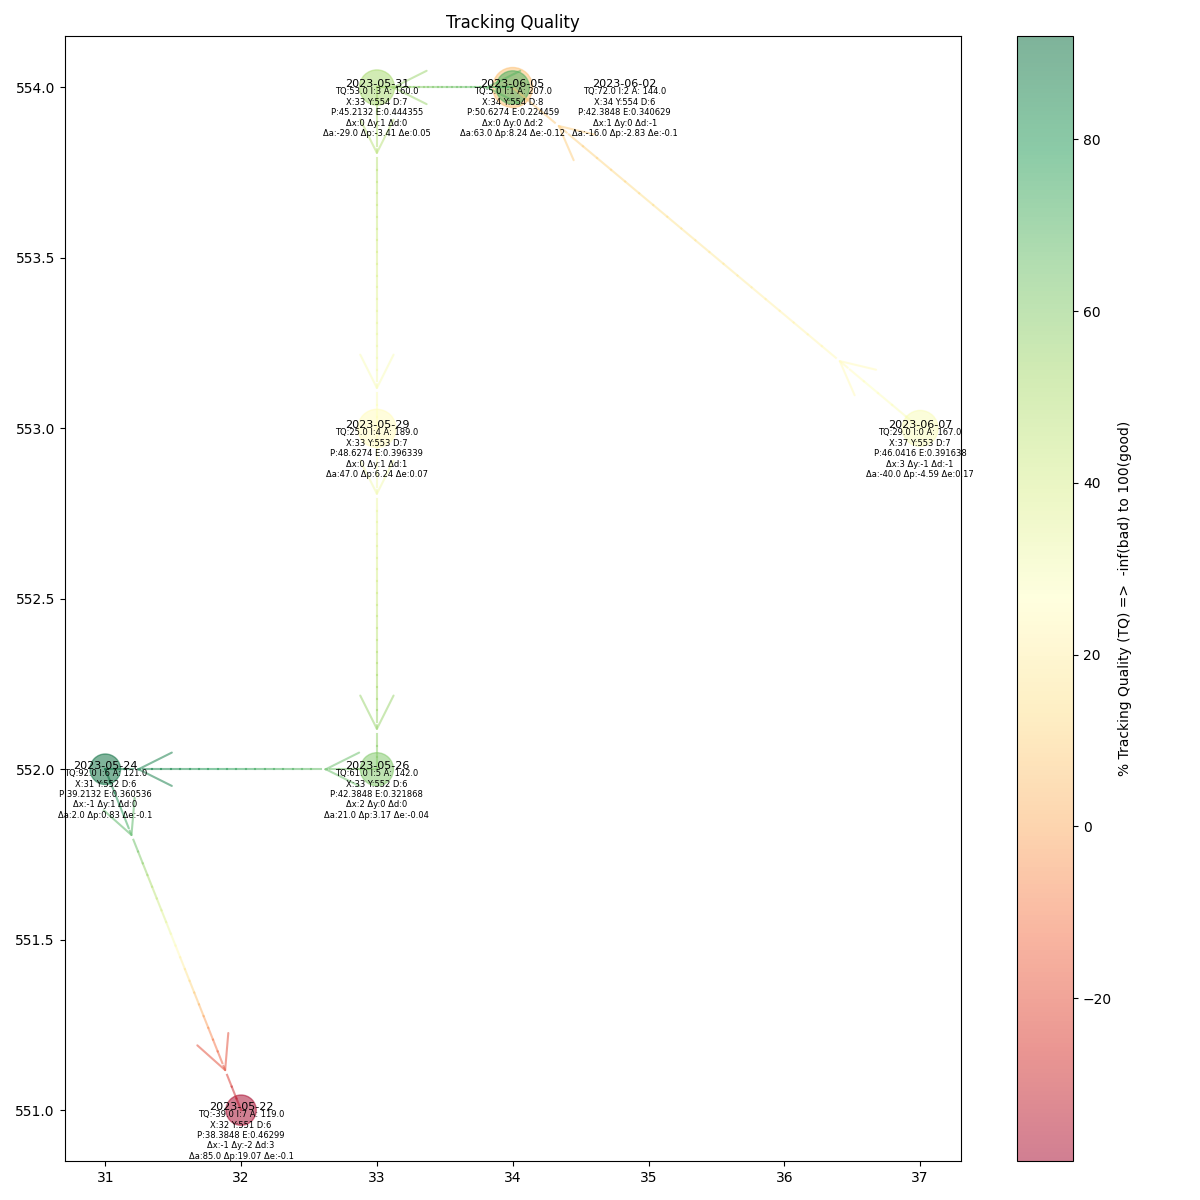 Tracking Quality
554.0
553.5
553.0
552.5
552.0
551.5
551.0
2023-05-31
TQ:53.0 I:3 A: 160.0
X:33 Y:554 D:7
P:45.2132 E:0.444355
Δx:0 Δy:1 Δd:0
Δa:-29.0 Δp:-3.41 Δe:0.05
2023-06-05
TQ:5.0 I:1 A: 207.0
X:34 Y:554 D:8
P:50.6274 E:0.224459
Δx:0 Δy:0 Δd:2
Δa:63.0 Δp:8.24 Δe:-0.12
2023-06-02
TQ:72.0 I:2 A: 144.0
X:34 Y:554 D:6
P:42.3848 E:0.340629
Δx:1 Δy:0 Δd:-1
Δa:-16.0 Δp:-2.83 Δe:-0.1
2023-05-29
TQ:25.0 I:4 A: 189.0
X:33 Y:553 D:7
P:48.6274 E:0.396339
Δx:0 Δy:1 Δd:1
Δa:47.0 Δp:6.24 Δe:0.07
2023-06-07
TQ:29.0 I:0 A: 167.0
X:37 Y:553 D:7
P:46.0416 E:0.391638
Δx:3 Δy:-1 Δd:-1
Δa:-40.0 Δp:-4.59 Δe:0.17
2023-05-24
TQ:92.0 I:6 A: 121.0
X:31 Y:552 D:6
P:39.2132 E:0.360536
Δx:-1 Δy:1 Δd:0
Δa:2.0 Δp:0.83 Δe:-0.1
2023-05-26
TQ:61.0 I:5 A: 142.0
X:33 Y:552 D:6
P:42.3848 E:0.321868
Δx:2 Δy:0 Δd:0
Δa:21.0 Δp:3.17 Δe:-0.04
2023-05-22
TQ:-39.0 I:7 A: 119.0
X:32 Y:551 D:6
P:38.3848 E:0.46299
Δx:-1 Δy:-2 Δd:3
Δa:85.0 Δp:19.07 Δe:-0.1
31 32 33 34 35 36 37
80
60
40
20
0
−20
% Tracking Quality (TQ) => -inf(bad) to 100(good)